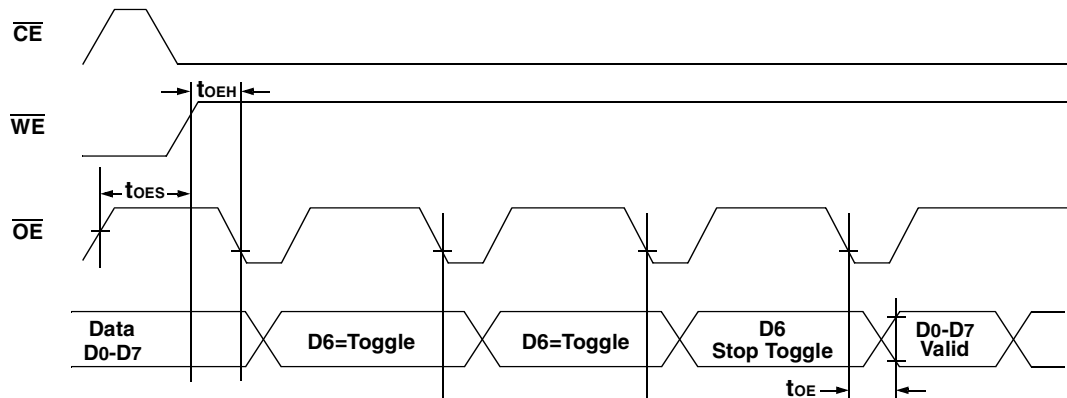 CE
tOEH
WE
tOES
OE
Data
D0-D7
D6=Toggle
D6=Toggle
D6
Stop Toggle
D0-D7
Valid
tOE